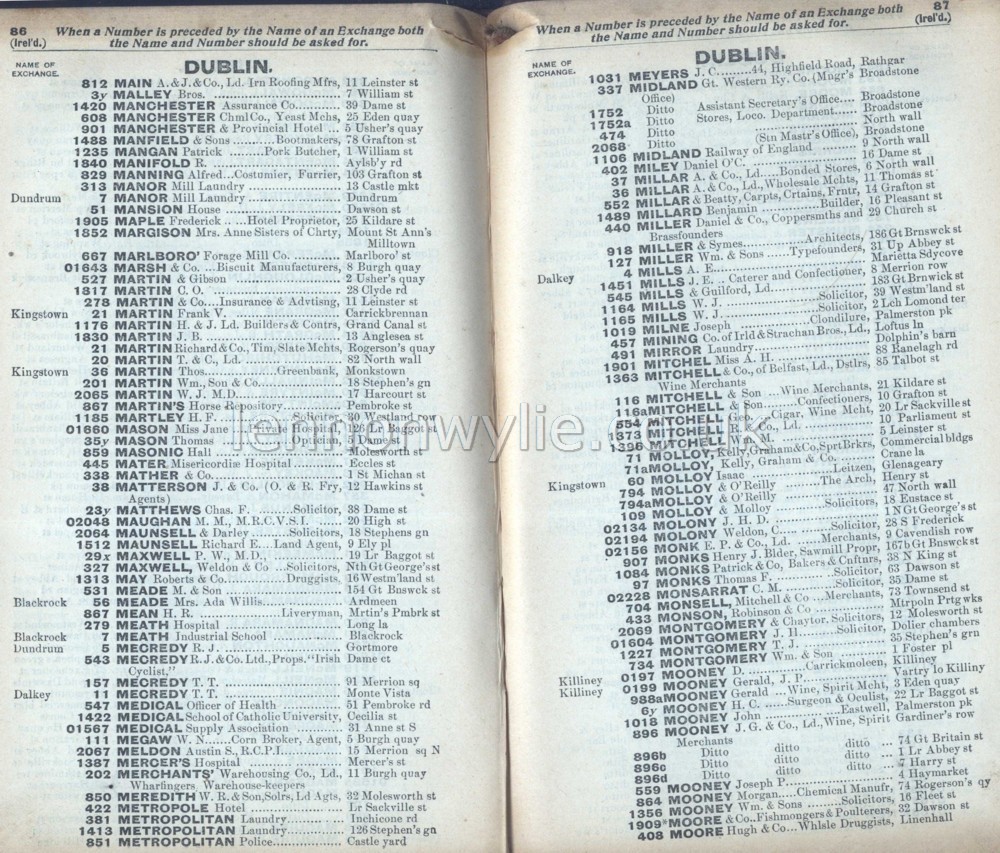 86
(Irel'd.)
When a Number is preceded by the Name of an Exchange both
the Name and Number should be asked for.
NAME OF
EXCHANGE.
DUBLIN.
812 MAIN A. & J. & Co., Ld. Irn Roofing Mfrs, 11 Leinster st
3y MALLEY Bros. 7 William st
1420 MANCHESTER Assurance Co. 39 Dame st
608 MANCHESTER Chml Co., Yeast Mchs, 25 Eden quay
901 MANCHESTER & Provincial Hotel ... 5 Usher's quay
1488 MANFIELD & Sons Bootmakers, 78 Grafton st
1235 MANGAN Patrick Pork Butcher, 1 William st
1940 MANIFOLD R. Aylsb'y rd
829 MANNING Alfred...Costumier, Furrier, 103 Grafton st
313 MANOR Mill Laundry 13 Castle mkt
Dundrum 7 MANOR Mill Laundry Dundrum
51 MANSION House Dawson st
1905 MAPLE Frederick .. ..Hotel Proprietor, 25 Kildare st
1852 MARGISON Mrs. Anne Sisters of Chrty, Mount St Ann's
Milltown
667 MARLBORO' Forage Mill Co. Marlboro' st
01643 MARSH & Co. ...Biscuit Manufacturers, 8 Burgh quay
527 MARTIN & Gibson 2 Usher's quay
1817 MARTIN C. O. 28 Clyde rd
278 MARTIN & Co....Insurance & Advtisng, 11 Leinster st
Kingstown 21 MARTIN Frank V. Carrickbrennan
1176 MARTIN H. & J. Ld. Builders & Contrs, Grand Canal st
1830 MARTIN J. B. 13 Anglesea st
21 MARTIN Richard & Co., Tim, Slate Mchts, Rogerson's quay
20 MARTIN T. & C., Ld. 82 North wall
Kingstown 36 MARTIN Thos. Greenbank, Monkstown
201 MARTIN Wm., Son & Co. 18 Stephens gn
2065 MARTIN W. J. M.D. 17 Harcourt st
867 MARTIN'S Horse Repository Pembroke st
1185 MARTLEY H. F. Solicitor, 30 Westland row
01660 MASON Miss Jane Private Hospital 126 Lr Baggot st
35y MASON Thomas Optician,
859 MASONIC Hall Molesworth st
445 MATER Misericordiæ Hospital Eccles st
338 MATHER & Co. 1 St Michan st
38 MATTERSON J. & Co. (O. & R. Fry, 12 Hawkins st
Agents)
23y MATTHEWS Chas. F. Solicitor, 38 Dame st
02048 MAUGHAN M. M., M.R.C.V.S.I. 20 High st
2064 MAUNSELL & Darley Solicitors, 18 Stephens gn
1512 MAUNSELL Richard E....Land Agent, 9 Ely pl
29x MAXWELL P. W., M.D., 19 Lr Baggot st
327 MAXWELL, Weldon & Co ...Solicitors, Nth Gt George's st
1313 MAY Roberts & Co. Druggists, 16 Westm'land st
531 MEADE M. & Son 154 Gt Bnswck st
Blackrock 56 MEADE Mrs. Ada Willis Ardmeen
867 MEAN H. R. Liveryman, Mrtin's Pmbrk st
279 MEATH Hospital Long la
Blackrock 7 MEATH Industrial School Blackrock
Dundrum 5 MECREDY R. J. Gortmore
543 MECREDY R. J. & Co. Ltd., Props. "Irish Dame ct
Cyclist,"
157 MECREDY T. T. 91 Merrion sq
Dalkey 11 MECREDY T. T. Monte Vista
547 MEDICAL Officer of Health 51 Pembroke rd
1422 MEDICAL School of Catholic University, Cecilia st
01567 MEDICAL Supply Association 31 Anne st S
111 MEGAW W. N......Corn Broker, Agent, 5 Burgh quay
2067 MELDON Austin S., R.C.P.I. 15 Merrion sq N
1387 MERCER'S Hospital Mercer's st
202 MERCHANTS' Warehousing Co., Ld., 11 Burgh quay
Wharfingers, Warehouse-keepers
850 MEREDITH W. R. & Son, Solrs, Ld Agts, 32 Molesworth st
422 METROPOLE Hotel Lr Sackville st
381 METROPOLITAN Laundry Inchicore rd
1413 METROPOLITAN Laundry 126 Stephen's gn
851 METROPOLITAN Police Castle yard
87
(Irel'd.)
When a Number is preceded by the Name of an Exchange both
the Name and Number should be asked for.
NAME OF
EXCHANGE.
DUBLIN.
1031 MEYERS J. C. 44, Highfield Road, Rathgar
337 MIDLAND Gt. Western Ry. Co. (Mngr's Broadstone
Office)
1752 Ditto Assistant Secretary's Office.... Broadstone
1752a Ditto Stores, Loco. Department...... Broadstone
474 Ditto North wall
2068 Ditto (Stn Mastr's Office), Broadstone
1106 MIDLAND Railway of England 9 North wall
402 MILEY Daniel O'C. 16 Dame st
37 MILLAR A. & Co., Ld.....Bonded Stores, 6 North wall
36 MILLAR A. & Co., Ld., Wholesale Mchts, 11 Thomas st
552 MILLAR & Beatty, Carpts, Crtains, Frntr, 14 Grafton st
1489 MILLARD Benjamin Builder, 16 Pleasant st
440 MILLER Daniel & Co., Coppersmths and 29 Church st
Brassfounders
918 MILLER & Symes Architects, 186 Gt Brnswck st
127 MILLER Wm. & Sons Typefounders, 31 Up Abbey st
Dalkey 4 MILLS A. E. Marietta Sdycove
1451 MILLS J. E. .. Caterer and Confectioner, 8 Merrion row
545 MILLS & Guilford, Ld. 183 Gt Brnwick st
1164 MILLS W. J. Solicitor, 39 Westm'lnd st
1165 MILLS W. J. Solicitor, 2 Lch Lomond ter
1019 MILNE Joseph Clondilure, Palmerston pk
457 MINING Co. of Irld & Strachan Bros., Ld., Loftus ln
491 MIRROR Laundry Dolphin's barn
1901 MITCHEL Miss A. H. 88 Ranelagh rd
1363 MITCHELL & Co., of Belfast, Ld., Dstlrs, 85 Talbot st
Wine Merchants
116 MITCHELL & Son ...Wine Merchants, 21 Kildare st
116a MITCHELL & Son Confectioners, 10 Grafton st
554 MITCHELL Geo. Cigar, Wine Mcht, 20 Lr Sackville st
1373 MITCHELL R. & Co., Ld. 10 Parliament st
1396 MITCHELL W. M. 5 Leinster st
71 MOLLOY, Kelly, Graham & Co, Sprt Brkrs, Commercial bldgs
71a MOLLOY, Kelly, Graham & Co. Crane la
Kingstown 60 MOLLOY Isaac Leitzen, Glenageary
794 MOLLOY & O'Reilly The Arch, Henry st
794a MOLLOY & O'Reilly 47 North wall
109 MOLLOY & Molloy Solicitors, 18 Eustace st
02134 MOLONY J. H. D. 1 N Gt George's st
02194 MOLONY Weldon, C. Solicitor, 28 S Frederick
02156 MONK E. P. & Co., Ld. Merchants, 9 Cavendish row
907 MONKS Henry J. Blder, Sawmill Propr, 167b Gt Bnswck st
1084 MONKS Patrick & Co, Bakers & Cnftnrs, 38 N King st
97 MONKS Thomas F. Solicitor, 63 Dawson st
02228 MONSARRAT C. M. Solicitor, 35 Dame st
704 MONSELL, Mitchell & Co ...Merchants, 73 Townsend st
433 MONSON, Robinson & Co Mtrpoln Prtg wks
2069 MONTGOMERY & Chaytor. Solicitors, 12 Molesworth st
01604 MONTGOMERY J. H. Solicitor, Dolier chambers
1227 MONTGOMERY T. J. 35 Stephen's grn
734 MONTGOMERY Wm. & Son 1 Foster pl
Killiney 0197 MOONEY D. Carrickmoleen, Killiney
Killiney 0199 MOONEY Gerald, J. P. Vartry lo Killiny
988a MOONEY Gerald ...Wine, Spirit Mcht, 3 Eden quay
6y MOONEY H. C. Surgeon & Oculist, 22 Lr Baggot st
1018 MOONEY John Eastwell, Palmerston pk
896 MOONEY J. G. & Co., Ld., Wine, Spirit Gardiner's row
Merchants
896b Ditto ditto ditto ... 74 Gt Britain st
896c Ditto ditto ditto ... 1 Lr Abbey st
896d Ditto ditto ditto ... 7 Harry st
559 MOONEY Joseph P. 4 Haymarket
864 MOONEY Morgan....Chemical Manufr, 74 Rogerson's qy
1356 MOONEY Wm. & Sons Solicitors, 16 Fleet st
1909 MOORE & Co..Fishmongers & Poulterers, 32 Dawson st
408 MOORE Hugh & Co...Whlsle Druggists, Linenhall